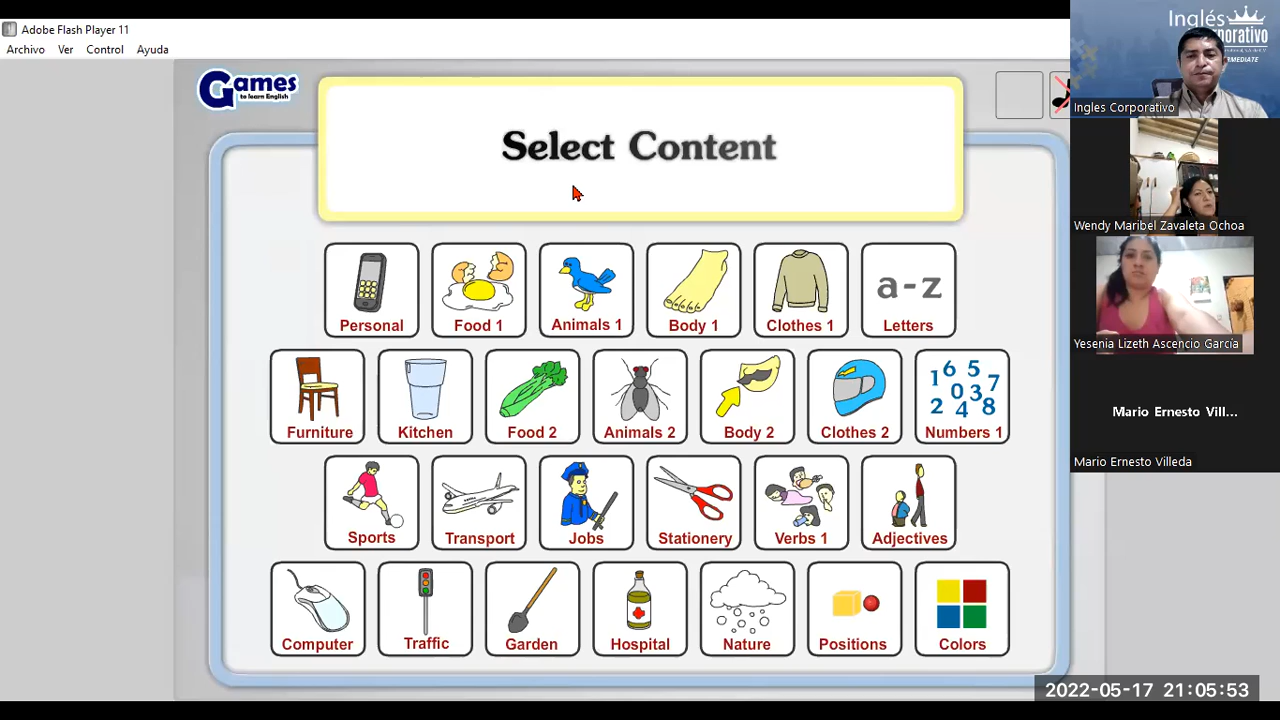 Adobe Flash Player 11
Archivo Ver Control Ayuda
Games
to learn English
Select Content
Personal Food 1 Animals 1 Body 1 Clothes 1 a-z Letters
Furniture Kitchen Food 2 Animals 2 Body 2 Clothes 2 1 6 5 7 0 3 2 4 8 Numbers 1
Sports Transport Jobs Stationery Verbs 1 Adjectives
Computer Traffic Garden Hospital Nature Positions Colors
Inglés
Ingles Corporativo
Wendy Maribel Zavaleta Ochoa
Yesenia Lizeth Ascencio García
Mario Ernesto Vill...
Mario Ernesto Villeda
2022-05-17 21:05:53